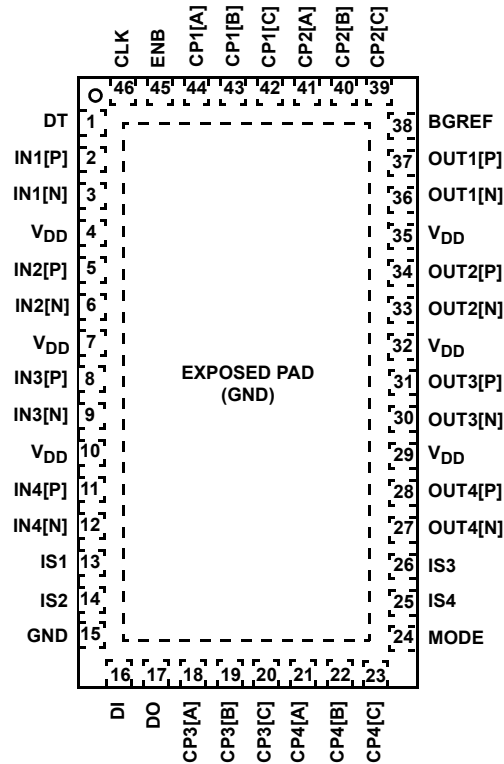 CLK
ENB
CP1[A]
CP1[B]
CP1[C]
CP2[A]
CP2[B]
CP2[C]
46 45 44 43 42 41 40 39
DT 1
IN1[P] 2
IN1[N] 3
VDD 4
IN2[P] 5
IN2[N] 6
VDD 7
IN3[P] 8
IN3[N] 9
VDD 10
IN4[P] 11
IN4[N] 12
IS1 13
IS2 14
GND 15
EXPOSED PAD
(GND)
38 BGREF
37 OUT1[P]
36 OUT1[N]
35 VDD
34 OUT2[P]
33 OUT2[N]
32 VDD
31 OUT3[P]
30 OUT3[N]
29 VDD
28 OUT4[P]
27 OUT4[N]
26 IS3
25 IS4
24 MODE
16 17 18 19 20 21 22 23
DI
DO
CP3[A]
CP3[B]
CP3[C]
CP4[A]
CP4[B]
CP4[C]